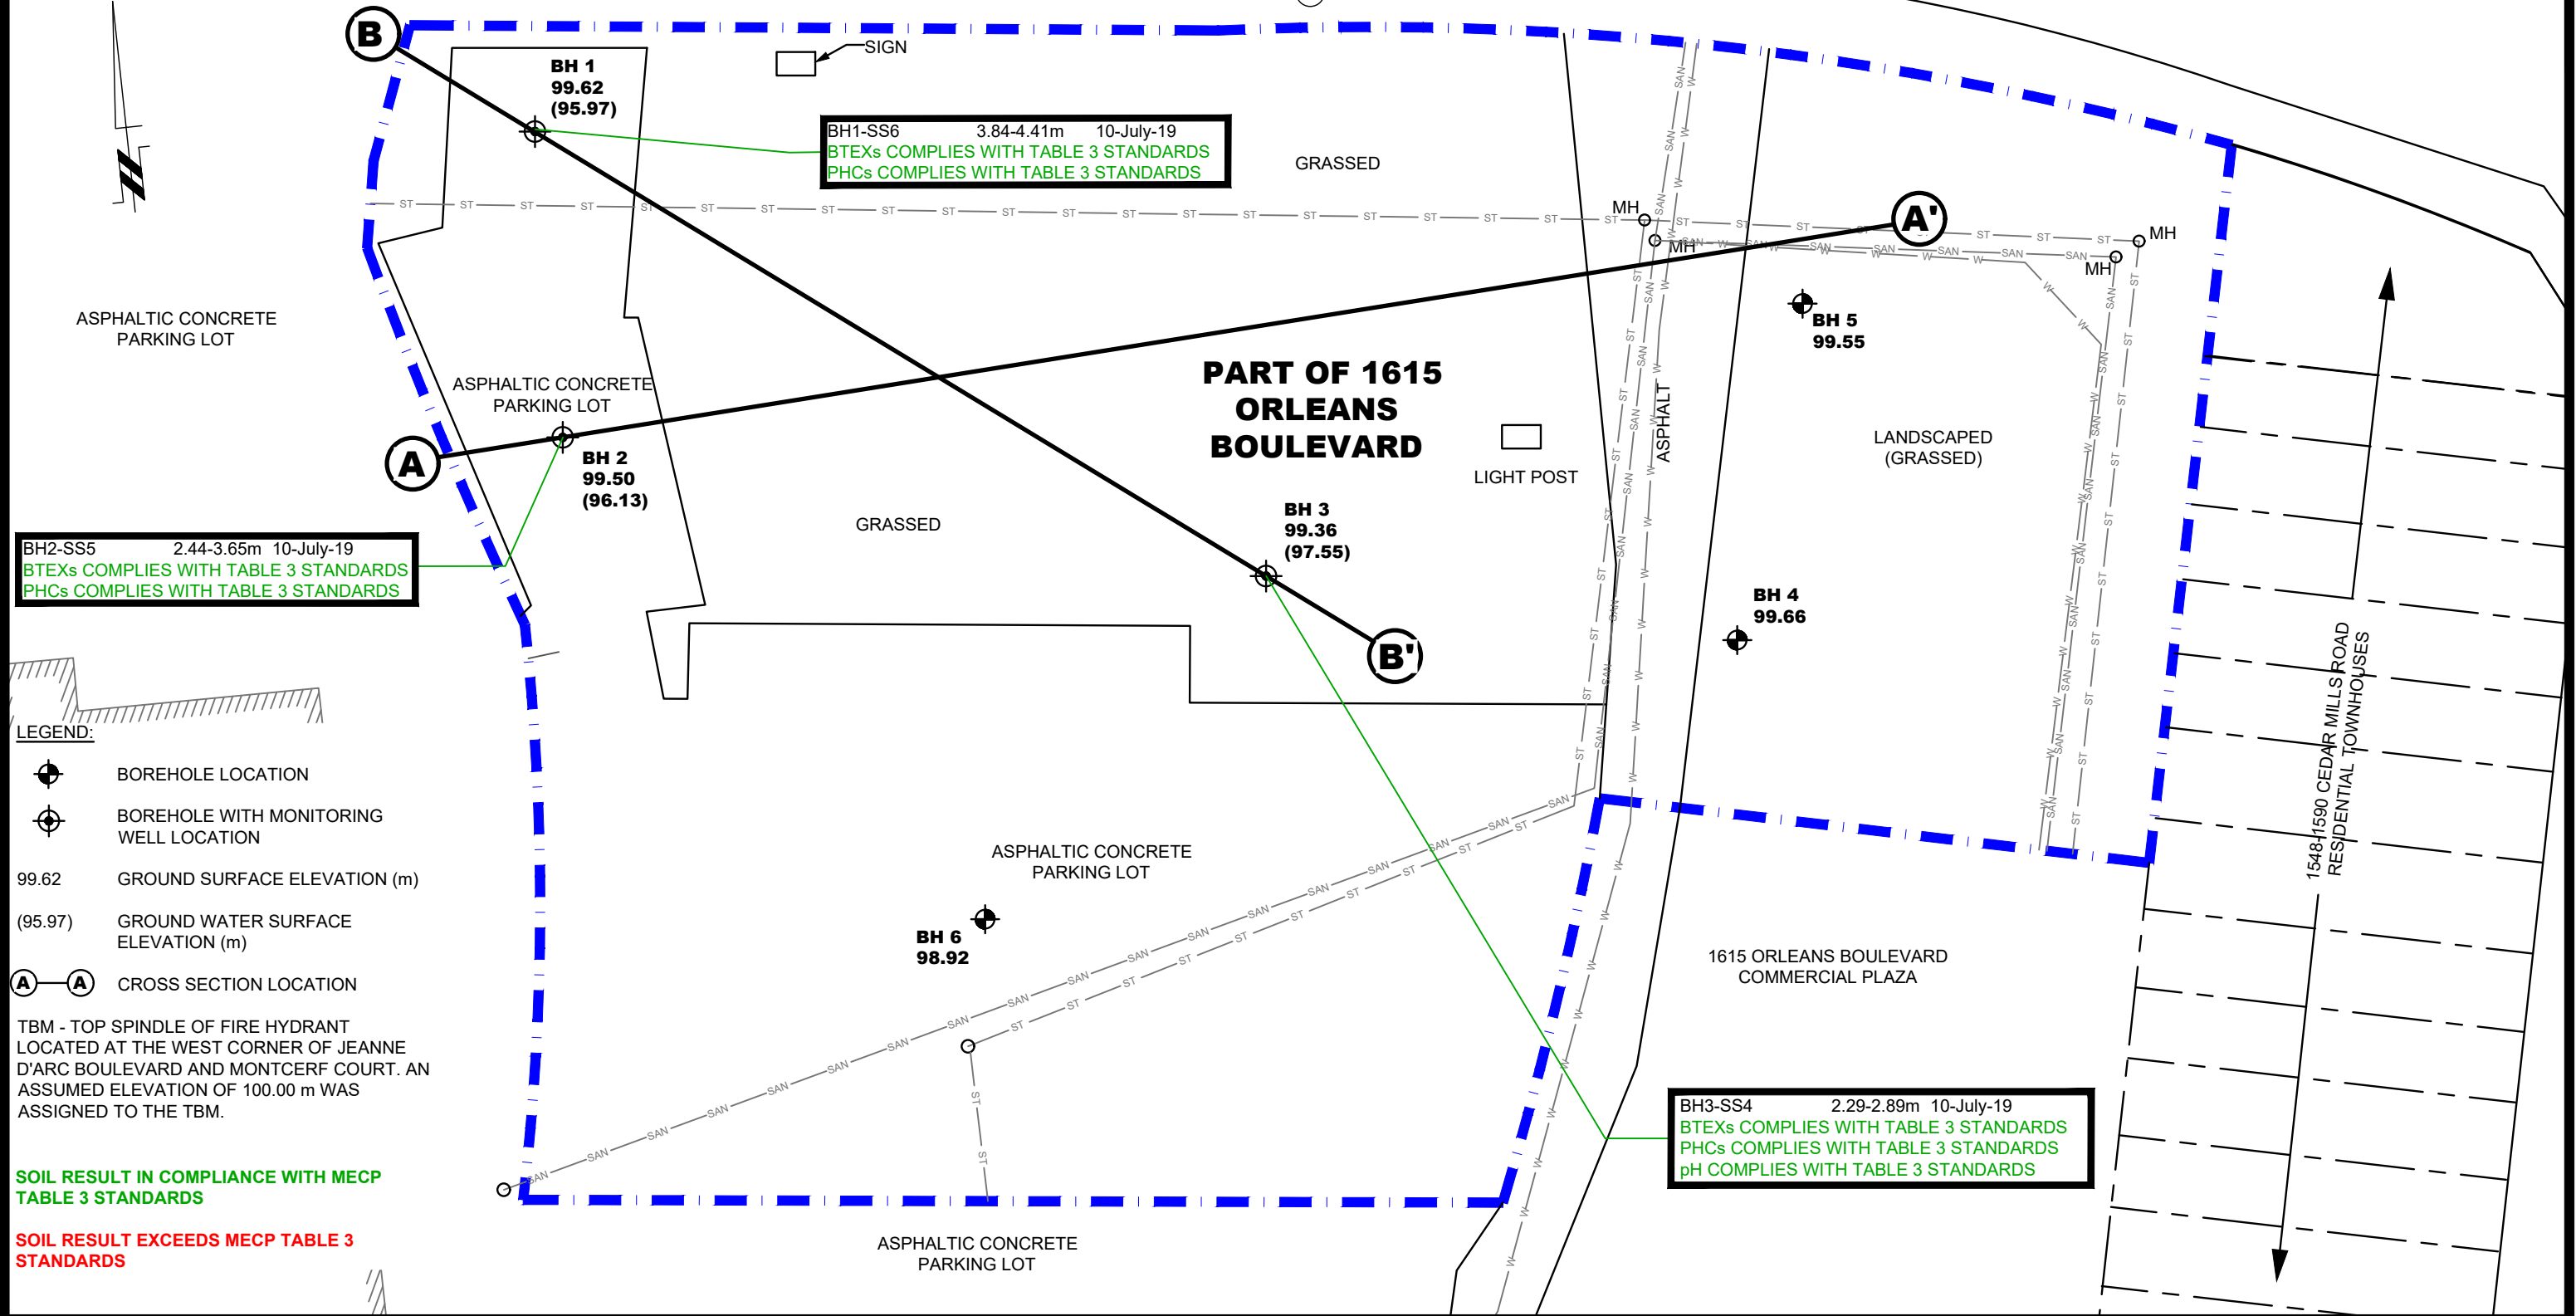 B
BH 1
99.62
(95.97)
SIGN
BH1-SS6 3.84-4.41m 10-July-19
BTEXs COMPLIES WITH TABLE 3 STANDARDS
PHCs COMPLIES WITH TABLE 3 STANDARDS
GRASSED
MH
MH
A'
MH
MH
ASPHALTIC CONCRETE
PARKING LOT
BH 5
99.55
ASPHALTIC CONCRETE
PARKING LOT
PART OF 1615
ORLEANS
BOULEVARD
ASPHALT
LANDSCAPED
(GRASSED)
A
BH 2
99.50
(96.13)
LIGHT POST
GRASSED
BH 3
99.36
(97.55)
BH2-SS5 2.44-3.65m 10-July-19
BTEXs COMPLIES WITH TABLE 3 STANDARDS
PHCs COMPLIES WITH TABLE 3 STANDARDS
BH 4
99.66
B'
1548-1590 CEDAR MILLS ROAD
RESIDENTIAL TOWNHOUSES
LEGEND:
BOREHOLE LOCATION
BOREHOLE WITH MONITORING
WELL LOCATION
99.62 GROUND SURFACE ELEVATION (m)
(95.97) GROUND WATER SURFACE
ELEVATION (m)
A A CROSS SECTION LOCATION
TBM - TOP SPINDLE OF FIRE HYDRANT
LOCATED AT THE WEST CORNER OF JEANNE
D'ARC BOULEVARD AND MONTCERF COURT. AN
ASSUMED ELEVATION OF 100.00 m WAS
ASSIGNED TO THE TBM.
SOIL RESULT IN COMPLIANCE WITH MECP
TABLE 3 STANDARDS
SOIL RESULT EXCEEDS MECP TABLE 3
STANDARDS
ASPHALTIC CONCRETE
PARKING LOT
BH 6
98.92
1615 ORLEANS BOULEVARD
COMMERCIAL PLAZA
BH3-SS4 2.29-2.89m 10-July-19
BTEXs COMPLIES WITH TABLE 3 STANDARDS
PHCs COMPLIES WITH TABLE 3 STANDARDS
pH COMPLIES WITH TABLE 3 STANDARDS
ASPHALTIC CONCRETE
PARKING LOT
ST
SAN
W